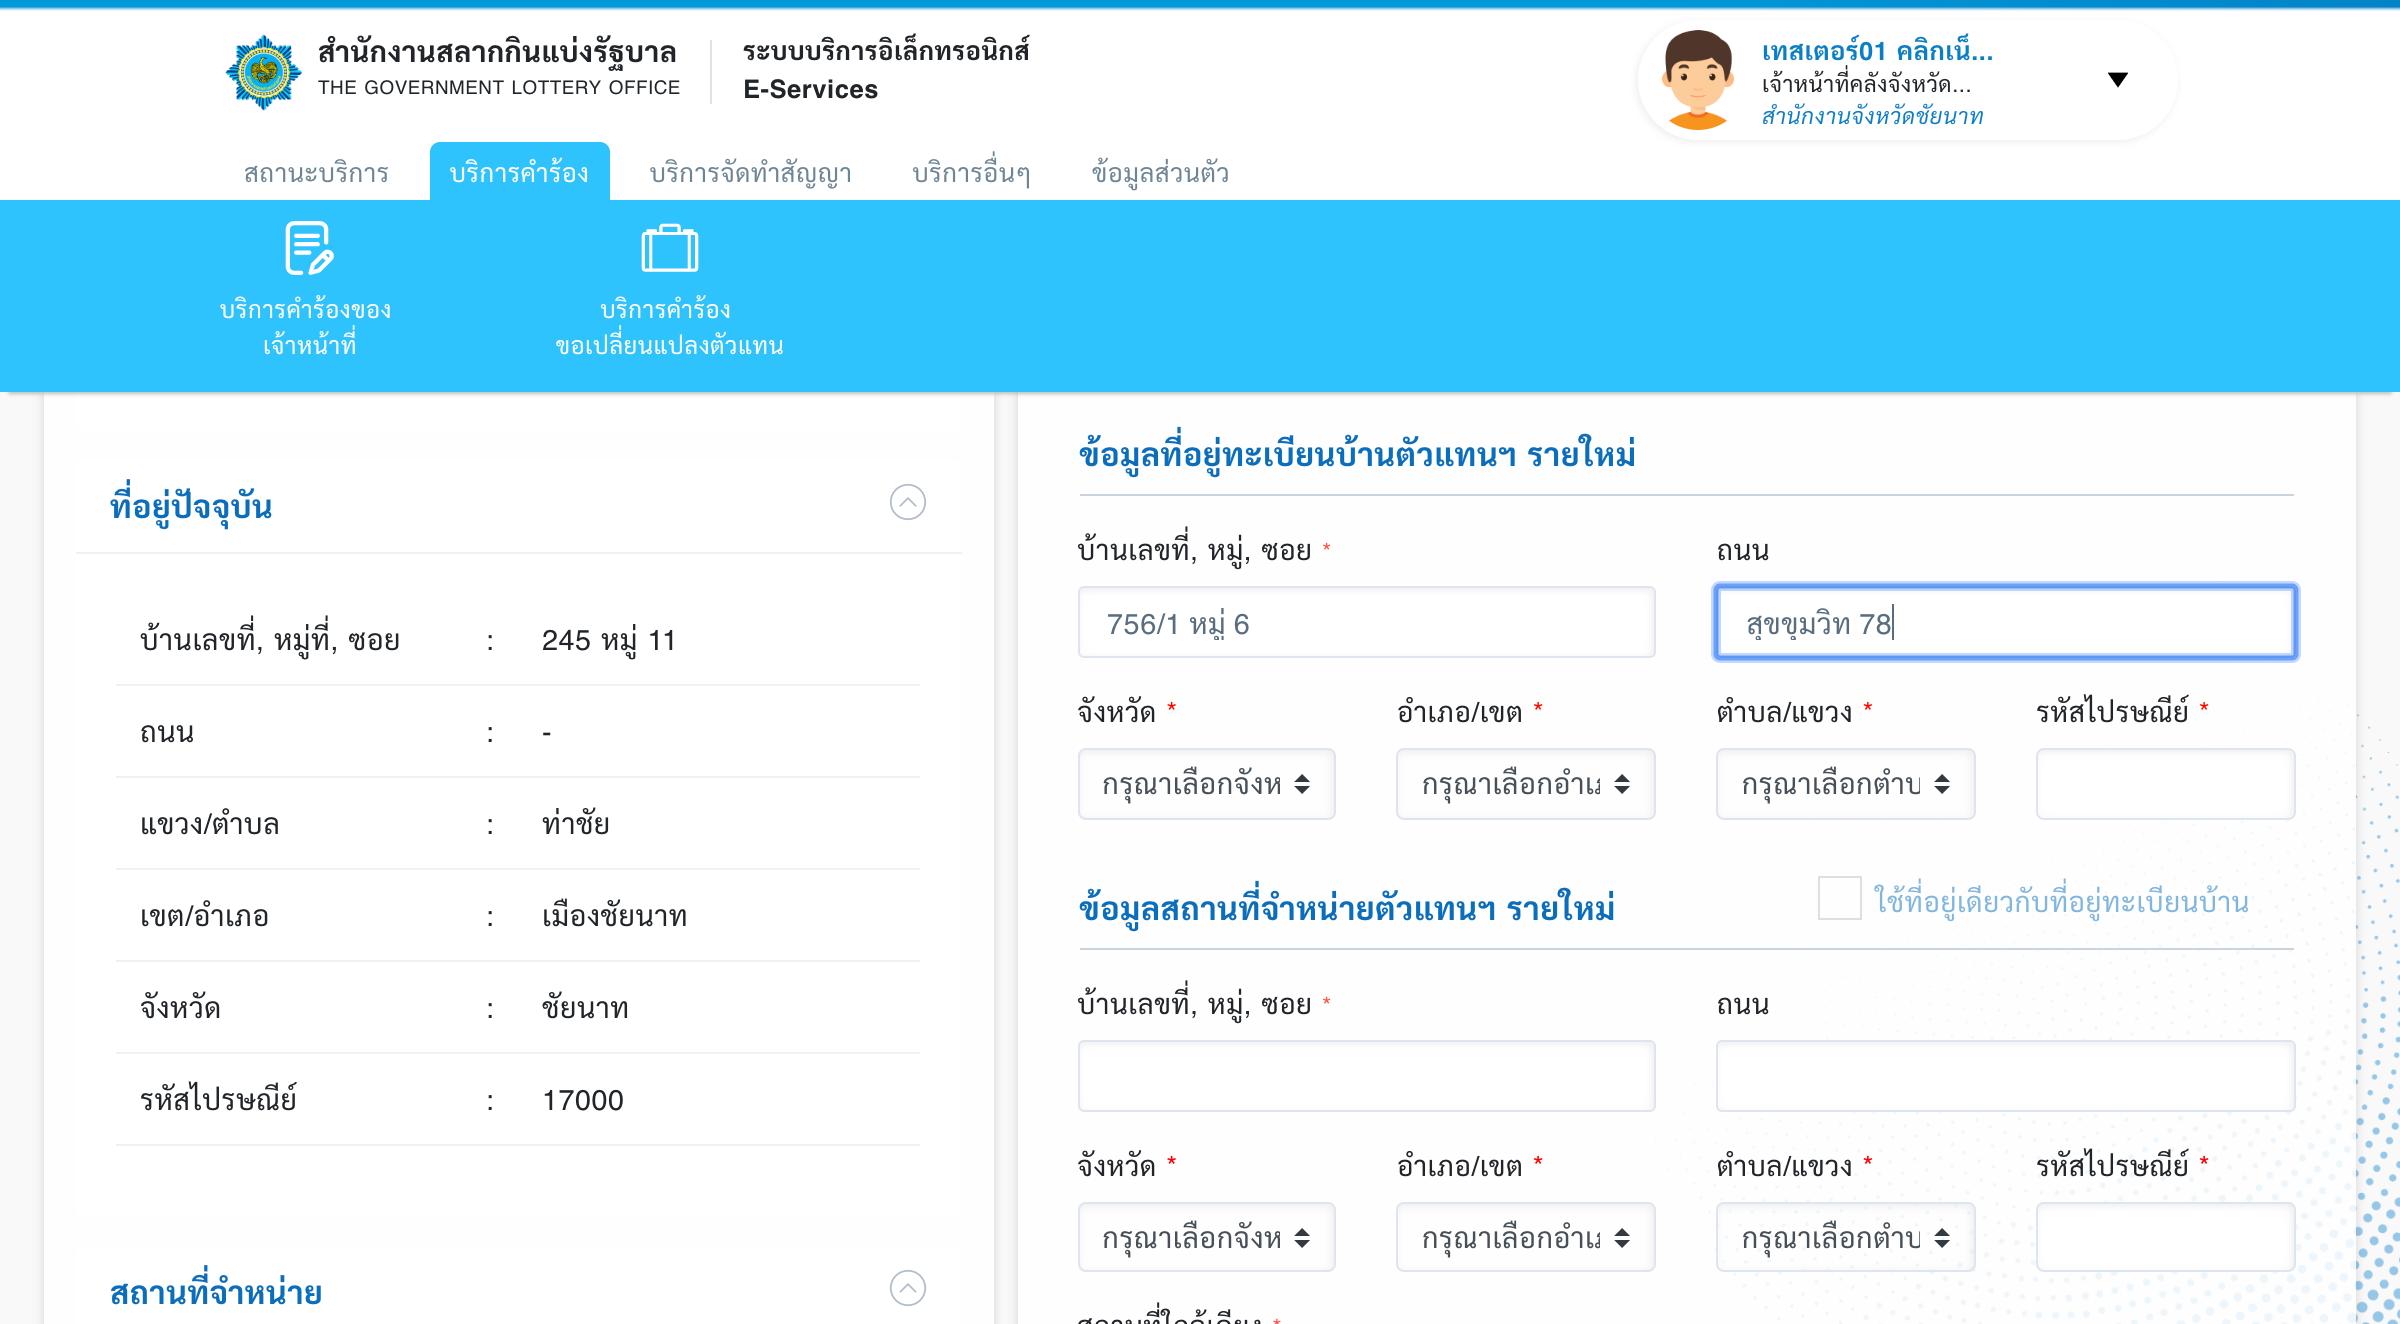 สำนักงานสลากกินแบ่งรัฐบาล
THE GOVERNMENT LOTTERY OFFICE
ระบบบริการอิเล็กทรอนิกส์
E-Services
เทสเตอร์01 คลิกเน็...
เจ้าหน้าที่คลังจังหวัด...
สำนักงานจังหวัดชัยนาท
สถานะบริการ
บริการคำร้อง
บริการจัดทำสัญญา
บริการอื่นๆ
ข้อมูลส่วนตัว
บริการคำร้องของ
เจ้าหน้าที่
บริการคำร้อง
ขอเปลี่ยนแปลงตัวแทน
ที่อยู่ปัจจุบัน
บ้านเลขที่, หมู่ที่, ซอย : 245 หมู่ 11
ถนน : -
แขวง/ตำบล : ท่าชัย
เขต/อำเภอ : เมืองชัยนาท
จังหวัด : ชัยนาท
รหัสไปรษณีย์ : 17000
สถานที่จำหน่าย
ข้อมูลที่อยู่ทะเบียนบ้านตัวแทนฯ รายใหม่
บ้านเลขที่, หมู่, ซอย * ถนน
756/1 หมู่ 6 สุขขุมวิท 78
จังหวัด * อำเภอ/เขต * ตำบล/แขวง * รหัสไปรษณีย์ *
กรุณาเลือกจังห กรุณาเลือกอำเภ กรุณาเลือกตำบ
ข้อมูลสถานที่จำหน่ายตัวแทนฯ รายใหม่ ใช้ที่อยู่เดียวกับที่อยู่ทะเบียนบ้าน
บ้านเลขที่, หมู่, ซอย * ถนน
จังหวัด * อำเภอ/เขต * ตำบล/แขวง * รหัสไปรษณีย์ *
กรุณาเลือกจังห กรุณาเลือกอำเภ กรุณาเลือกตำบ
สถานที่ใกล้เคียง *